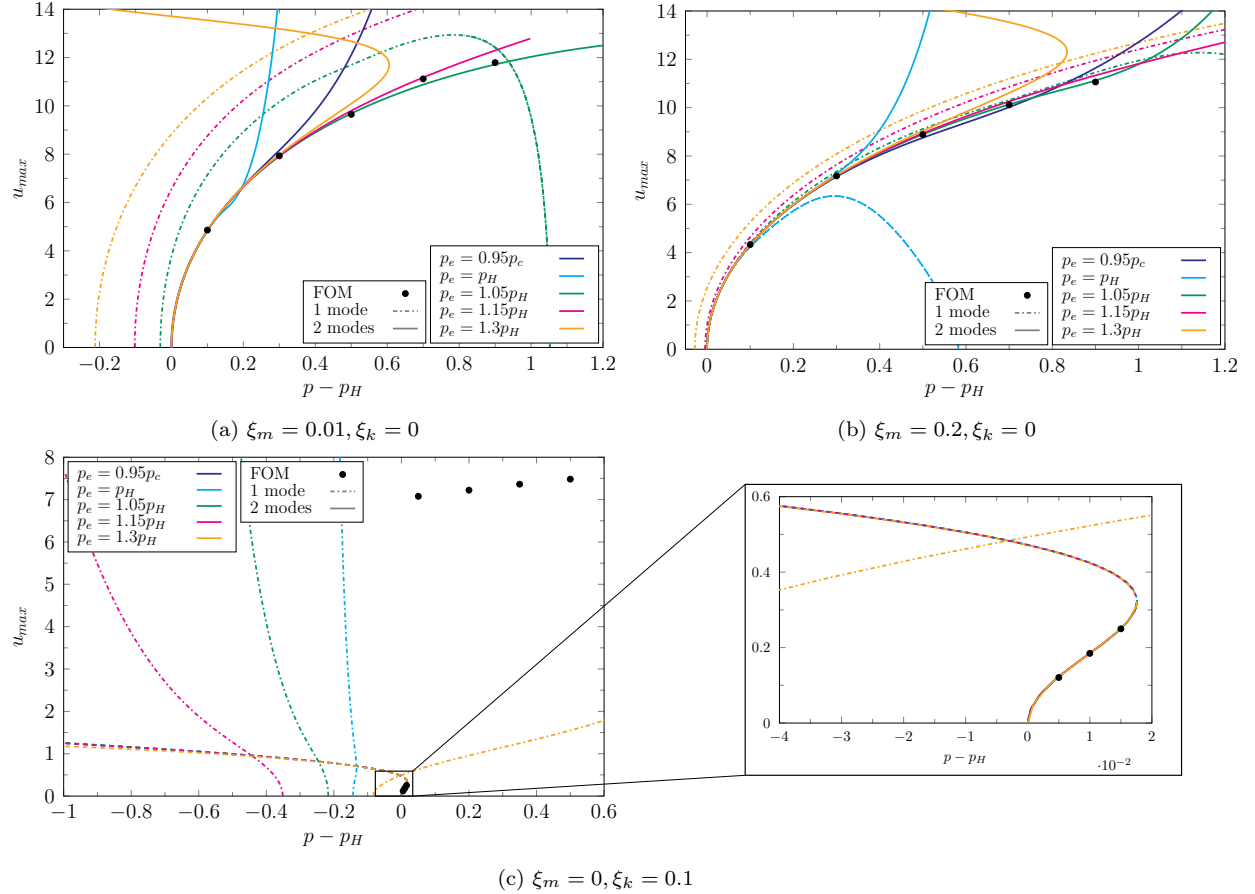 14
12
10
8
6
4
2
0
u_max
−0.2 0 0.2 0.4 0.6 0.8 1 1.2
p − p_H
FOM
1 mode
2 modes
p_e = 0.95p_c
p_e = p_H
p_e = 1.05p_H
p_e = 1.15p_H
p_e = 1.3p_H
(a) ξ_m = 0.01, ξ_k = 0
14
12
10
8
6
4
2
0
u_max
0 0.2 0.4 0.6 0.8 1 1.2
p − p_H
FOM
1 mode
2 modes
p_e = 0.95p_c
p_e = p_H
p_e = 1.05p_H
p_e = 1.15p_H
p_e = 1.3p_H
(b) ξ_m = 0.2, ξ_k = 0
8
7
6
5
4
3
2
1
0
u_max
−1 −0.8 −0.6 −0.4 −0.2 0 0.2 0.4 0.6
p − p_H
p_e = 0.95p_c
p_e = p_H
p_e = 1.05p_H
p_e = 1.15p_H
p_e = 1.3p_H
FOM
1 mode
2 modes
0.6
0.4
0.2
0
−4 −3 −2 −1 0 1 2
p − p_H
·10⁻²
(c) ξ_m = 0, ξ_k = 0.1